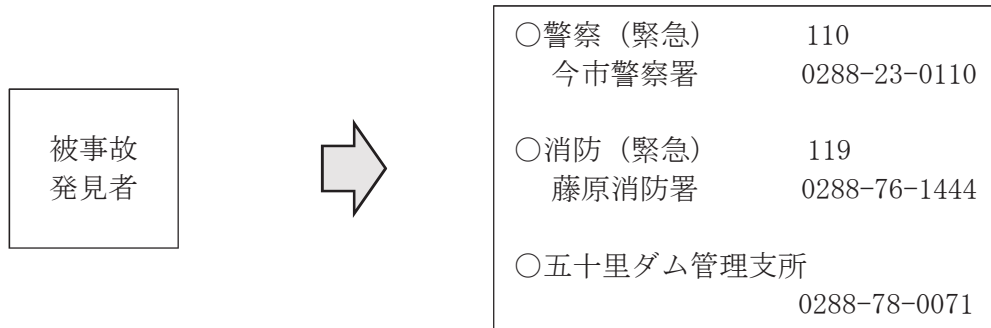 被事故
発見者
○警察（緊急） 110
今市警察署 0288-23-0110
○消防（緊急） 119
藤原消防署 0288-76-1444
○五十里ダム管理支所
0288-78-0071